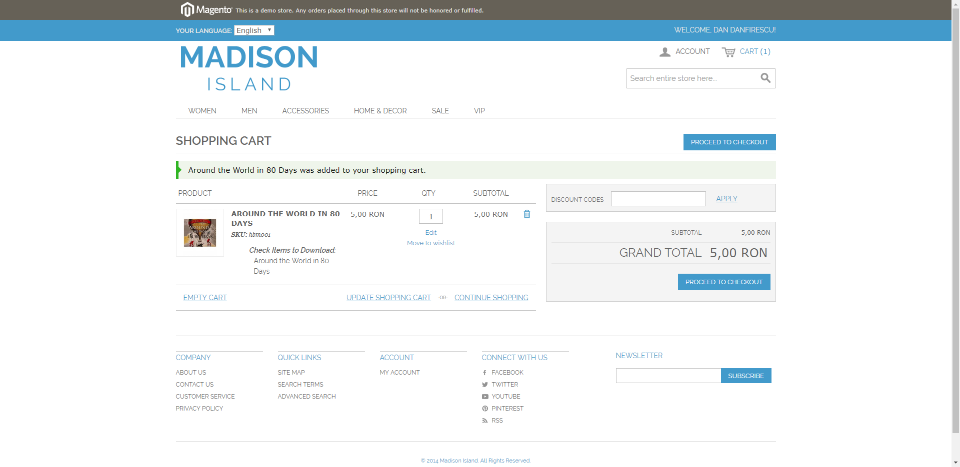 Magento This is a demo store. Any orders placed through this store will not be honored or fulfilled.
YOUR LANGUAGE: English WELCOME, DAN DANFIRESCU!
MADISON
ISLAND
ACCOUNT CART (1)
Search entire store here...
WOMEN MEN ACCESSORIES HOME & DECOR SALE VIP
SHOPPING CART PROCEED TO CHECKOUT
Around the World in 80 Days was added to your shopping cart.
PRODUCT PRICE QTY SUBTOTAL
AROUND THE WORLD IN 80 DAYS 5,00 RON 1 5,00 RON
SKU: hbm001
Edit
Move to wishlist
Check Items to Download:
Around the World in 80
Days
EMPTY CART UPDATE SHOPPING CART -or- CONTINUE SHOPPING
DISCOUNT CODES APPLY
SUBTOTAL 5,00 RON
GRAND TOTAL 5,00 RON
PROCEED TO CHECKOUT
COMPANY
ABOUT US
CONTACT US
CUSTOMER SERVICE
PRIVACY POLICY
QUICK LINKS
SITE MAP
SEARCH TERMS
ADVANCED SEARCH
ACCOUNT
MY ACCOUNT
CONNECT WITH US
FACEBOOK
TWITTER
YOUTUBE
PINTEREST
RSS
NEWSLETTER
SUBSCRIBE
© 2014 Madison Island. All Rights Reserved.